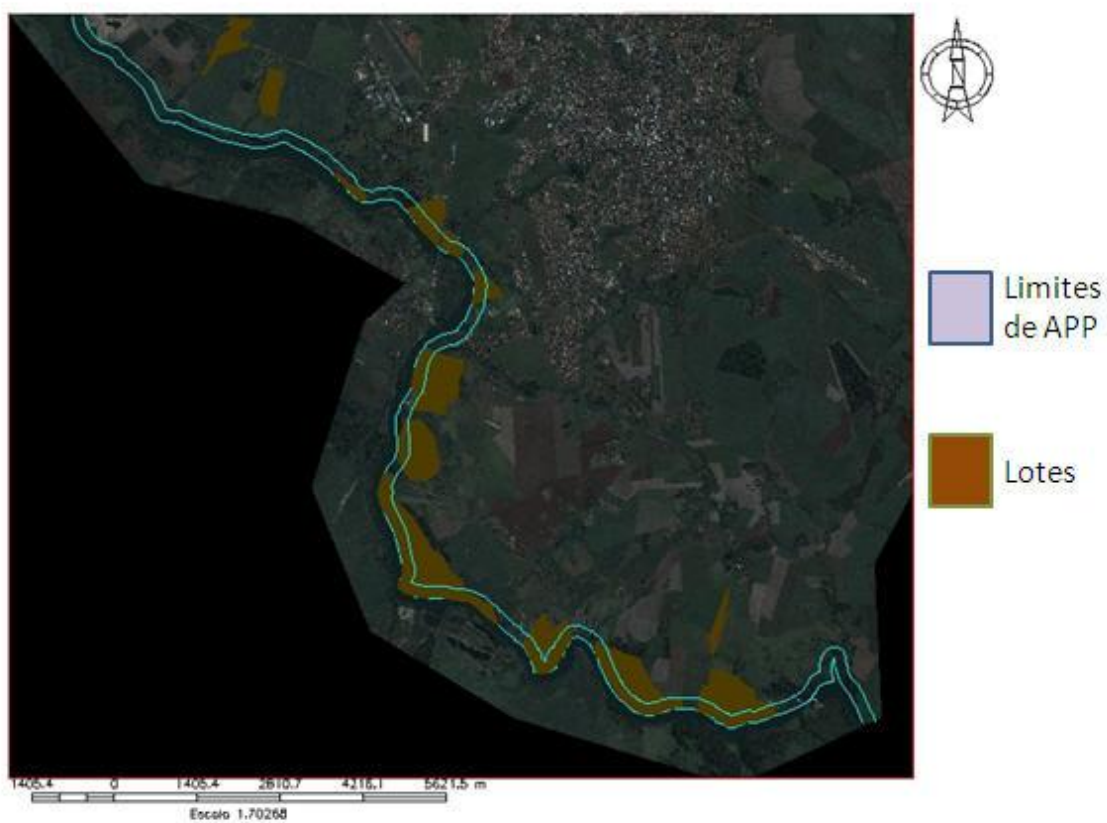 N
Limites
de APP
Lotes
1405.4 0 1405.4 2810.7 4216.1 5621.5 m
Escala 1.70268